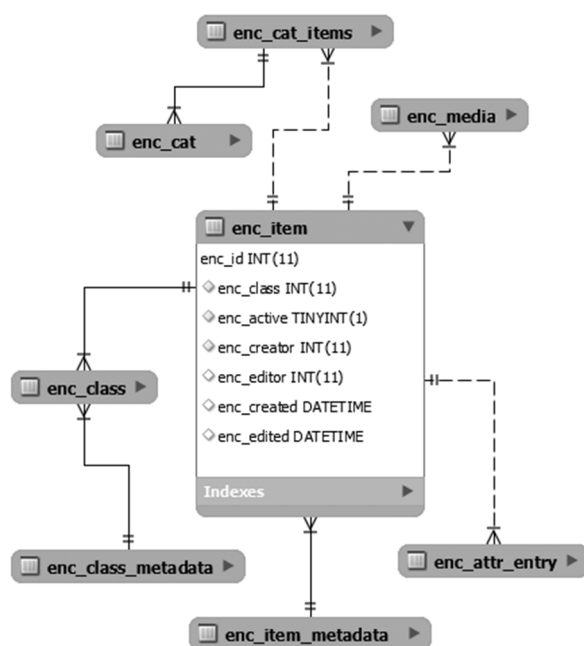 enc_cat_items
enc_media
enc_cat
enc_item
enc_id INT(11)
enc_class INT(11)
enc_active TINYINT(1)
enc_creator INT(11)
enc_editor INT(11)
enc_created DATETIME
enc_edited DATETIME
Indexes
enc_class
enc_class_metadata
enc_attr_entry
enc_item_metadata